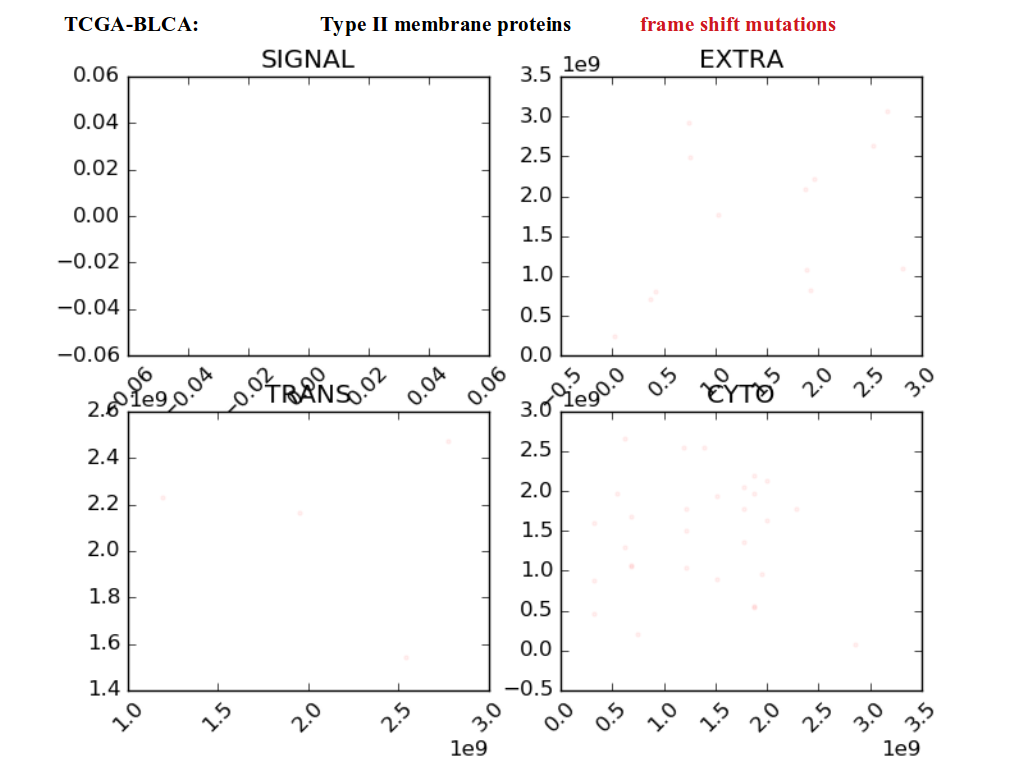 TCGA-BLCA: Type II membrane proteins frame shift mutations
SIGNAL
0.06
0.04
0.02
0.00
−0.02
−0.04
−0.06
−0.06 −0.04 −0.02 0.00 0.02 0.04 0.06
EXTRA
1e9
3.5
3.0
2.5
2.0
1.5
1.0
0.5
0.0
−0.5 0.0 0.5 1.0 1.5 2.0 2.5 3.0
TRANS
1e9
2.6
2.4
2.2
2.0
1.8
1.6
1.4
1.0 1.5 2.0 2.5 3.0
1e9
CYTO
1e9
3.0
2.5
2.0
1.5
1.0
0.5
0.0
−0.5
0.0 0.5 1.0 1.5 2.0 2.5 3.0 3.5
1e9